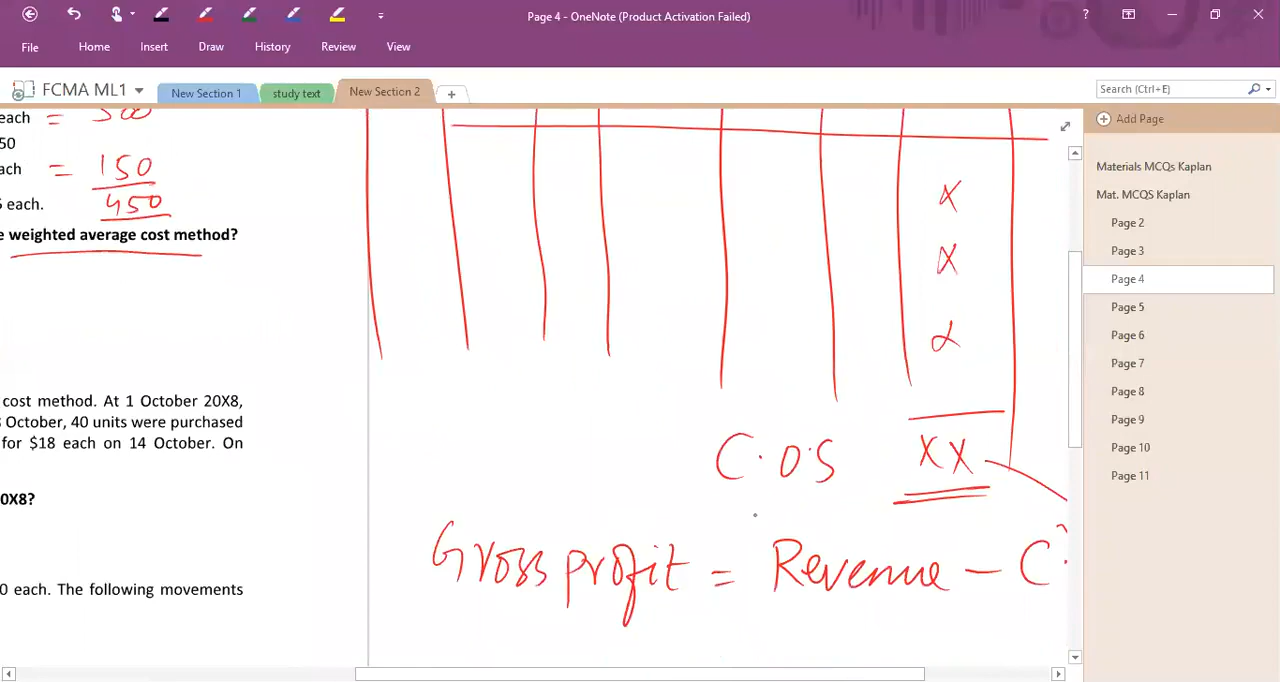 Page 4 - OneNote (Product Activation Failed)
?
File Home Insert Draw History Review View
FCMA ML1
New Section 1
study text
New Section 2
+
Search (Ctrl+E)
Add Page
Materials MCQs Kaplan
Mat. MCQS Kaplan
Page 2
Page 3
Page 4
Page 5
Page 6
Page 7
Page 8
Page 9
Page 10
Page 11
each =
50
ach = 150
each. 450
e weighted average cost method?
cost method. At 1 October 20X8,
October, 40 units were purchased
for $18 each on 14 October. On
0X8?
0 each. The following movements
X
X
X
C.O.S XX
Gross profit = Revenue - C.